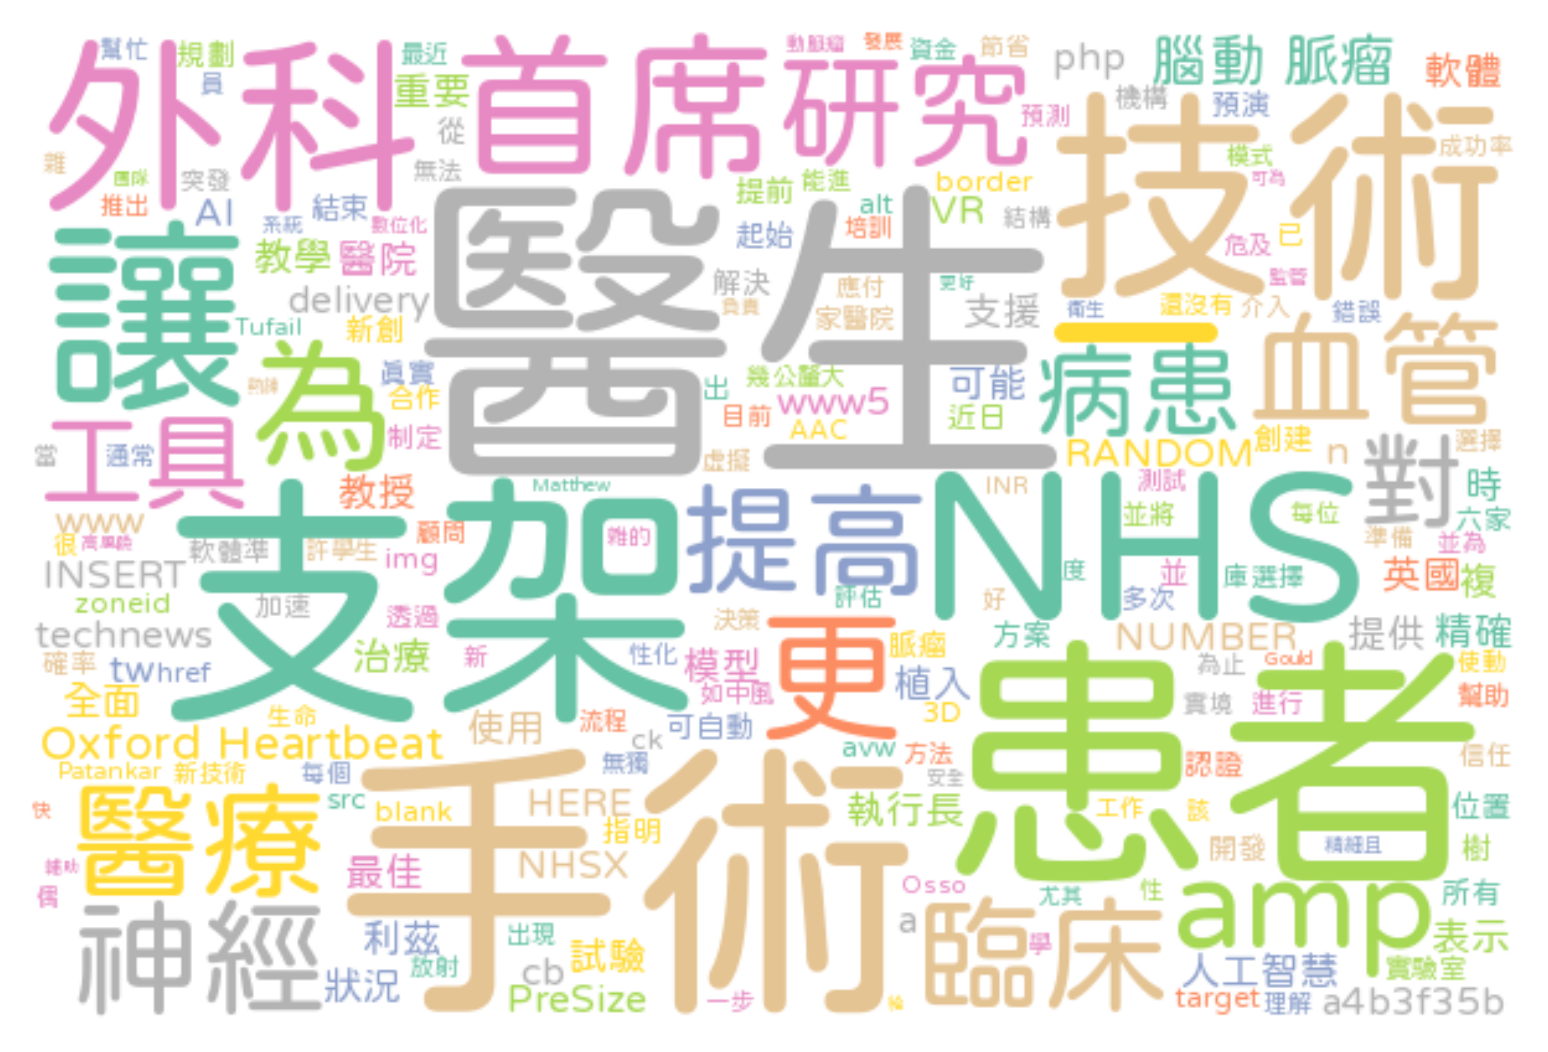 幫忙
規劃
員
外科
最近
重要
從
無法
首席
研究
動脈瘤
發展
資金
節省
php
腦動
脈瘤
軟體
機構
預演
預測
技術
模式
可為
成功率
雜
團隊
突發
推出
AI
系統
結束
數位化
教學
醫院
醫生
提前
能進
border
alt
VR
結構
培訓
起始
已
危及
監管
讓
delivery
Tufail
新創
解決
負責
應付
家醫院
更好
支援
衛生
還沒有
介入
錯誤
一
血管
為
熟練
真實
合作
制定
出
幾公釐大
www5
目前
AAC
可能
近日
病患
RANDOM
創建
n
選擇
對
工具
當
通常
虛擬
教授
Matthew
提高
INR
NHS
測試
並將
每位
時
六家
準備
並為
www
很
高風險
軟體準
許學生
顧問
img
雜的
支架
INSERT
zoneid
加速
透過
評估
度
好
並
多次
庫選擇
英國
複
technews
確率
tw
href
治療
新
性化
決策
模型
如中風
更
脈瘤
植入
3D
方案
NUMBER
為止
Gould
提供
精確
使動
幫助
實境
進行
患者
全面
生命
Oxford Heartbeat
使用
流程
ck
可自動
無獨
avw
方法
安全
認證
信任
Patankar
新技術
每個
手術
快
醫療
src
blank
HERE
指明
NHSX
執行長
工作
該
開發
精細且
位置
樹
輔助
偶
最佳
Osso
a
尤其
性
amp
所有
表示
神經
利茲
狀況
放射
出現
cb
試驗
PreSize
一步
臨床
學
人工智慧
實驗室
target
理解
a4b3f35b